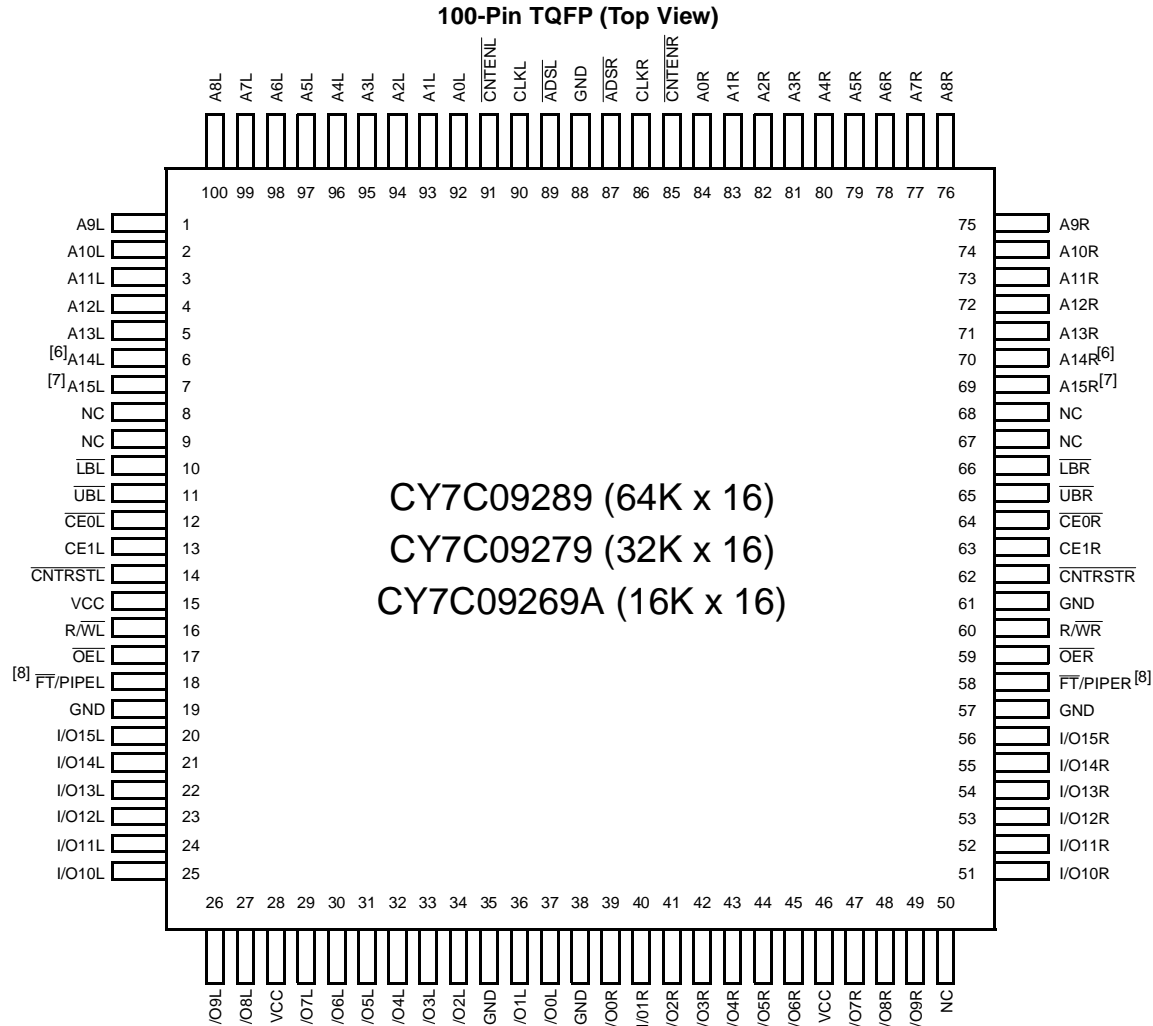 100-Pin TQFP (Top View)
A8L A7L A6L A5L A4L A3L A2L A1L A0L CNTENL CLKL ADSL GND ADSR CLKR CNTENR A0R A1R A2R A3R A4R A5R A6R A7R A8R
100 99 98 97 96 95 94 93 92 91 90 89 88 87 86 85 84 83 82 81 80 79 78 77 76
A9L 1 75 A9R
A10L 2 74 A10R
A11L 3 73 A11R
A12L 4 72 A12R
A13L 5 71 A13R
[6] A14L 6 70 A14R [6]
[7] A15L 7 69 A15R [7]
NC 8 68 NC
NC 9 67 NC
LBL 10 66 LBR
UBL 11 65 UBR
CE0L 12 64 CE0R
CE1L 13 63 CE1R
CNTRSTL 14 62 CNTRSTR
VCC 15 61 GND
R/WL 16 60 R/WR
OEL 17 59 OER
[8] FT/PIPEL 18 58 FT/PIPER [8]
GND 19 57 GND
I/O15L 20 56 I/O15R
I/O14L 21 55 I/O14R
I/O13L 22 54 I/O13R
I/O12L 23 53 I/O12R
I/O11L 24 52 I/O11R
I/O10L 25 51 I/O10R
CY7C09289 (64K x 16)
CY7C09279 (32K x 16)
CY7C09269A (16K x 16)
26 27 28 29 30 31 32 33 34 35 36 37 38 39 40 41 42 43 44 45 46 47 48 49 50
/O9L /O8L VCC /O7L /O6L /O5L /O4L /O3L /O2L GND /O1L /O0L GND /O0R I/01R /O2R /O3R /O4R /O5R /O6R VCC /O7R /O8R /O9R NC